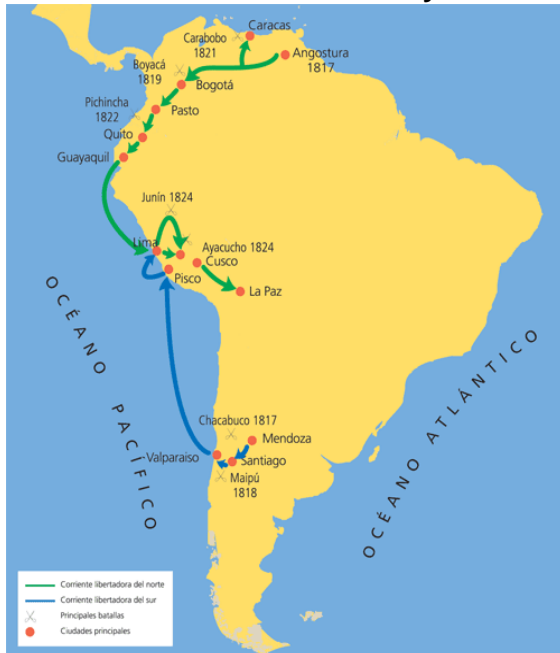 Caracas
Carabobo
1821
Angostura
1817
Boyacá
1819
Bogotá
Pichincha
1822
Pasto
Quito
Guayaquil
Junín 1824
Lima
Ayacucho 1824
Cusco
Pisco
La Paz
OCÉANO PACÍFICO
OCÉANO ATLÁNTICO
Chacabuco 1817
Mendoza
Valparaiso
Santiago
Maipú
1818
Corriente libertadora del norte
Corriente libertadora del sur
Principales batallas
Ciudades principales